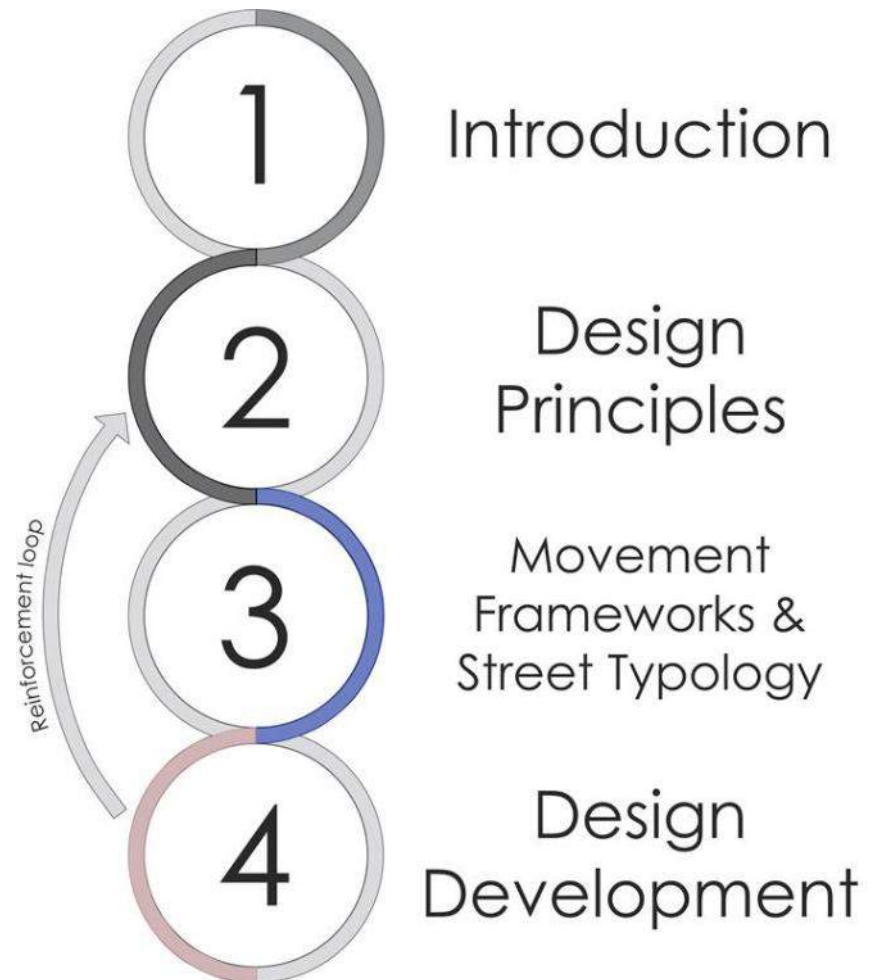 1
Introduction
2
Design
Principles
Reinforcement loop
3
Movement
Frameworks &
Street Typology
4
Design
Development